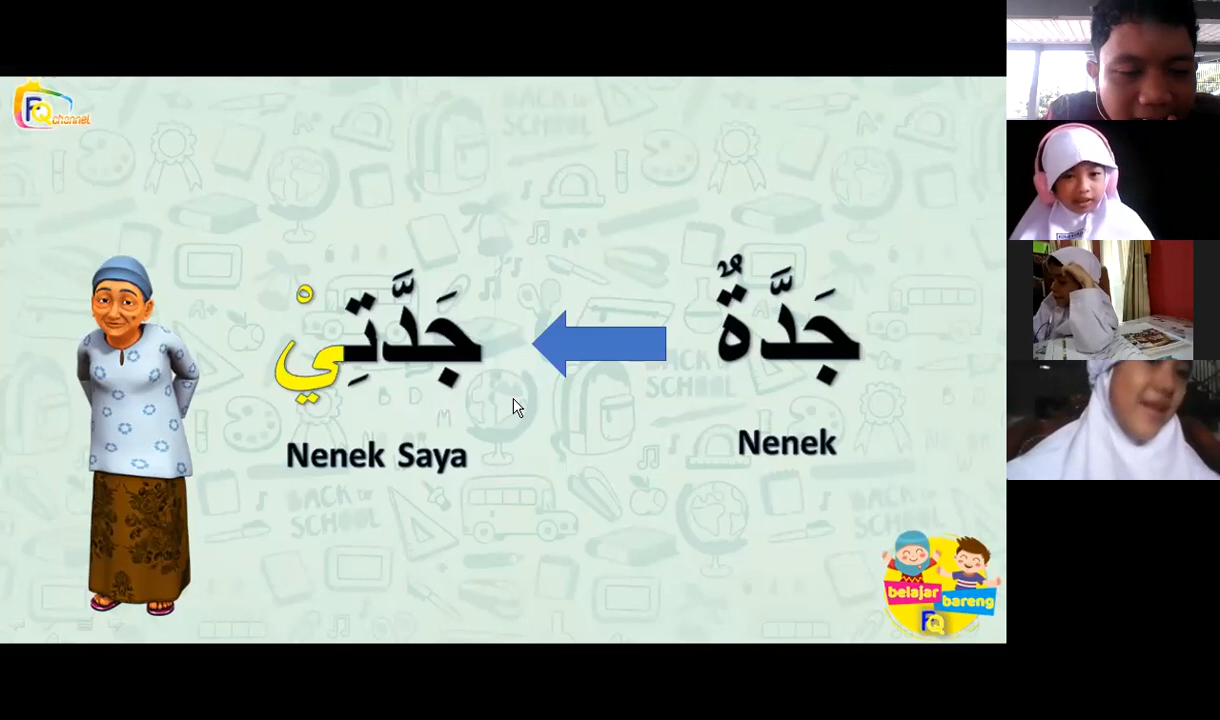 FQ channel
جَدَّةٌ
Nenek
جَدَّتِيْ
Nenek Saya
belajar
bareng
FQ